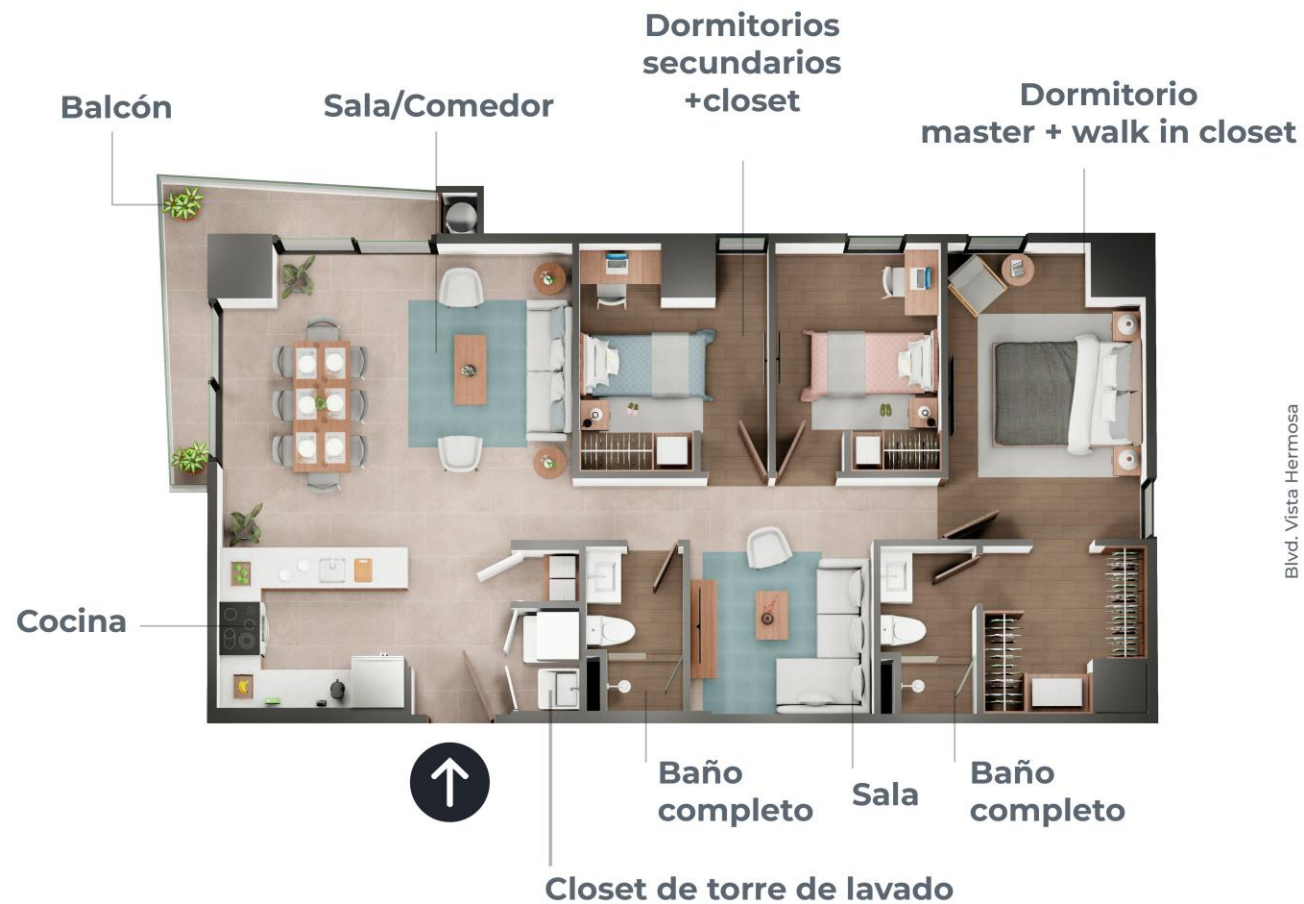 Dormitorios
secundarios
+closet
Dormitorio
master + walk in closet
Balcón
Sala/Comedor
Blvd. Vista Hermosa
Cocina
Baño
completo
Sala
Baño
completo
Closet de torre de lavado